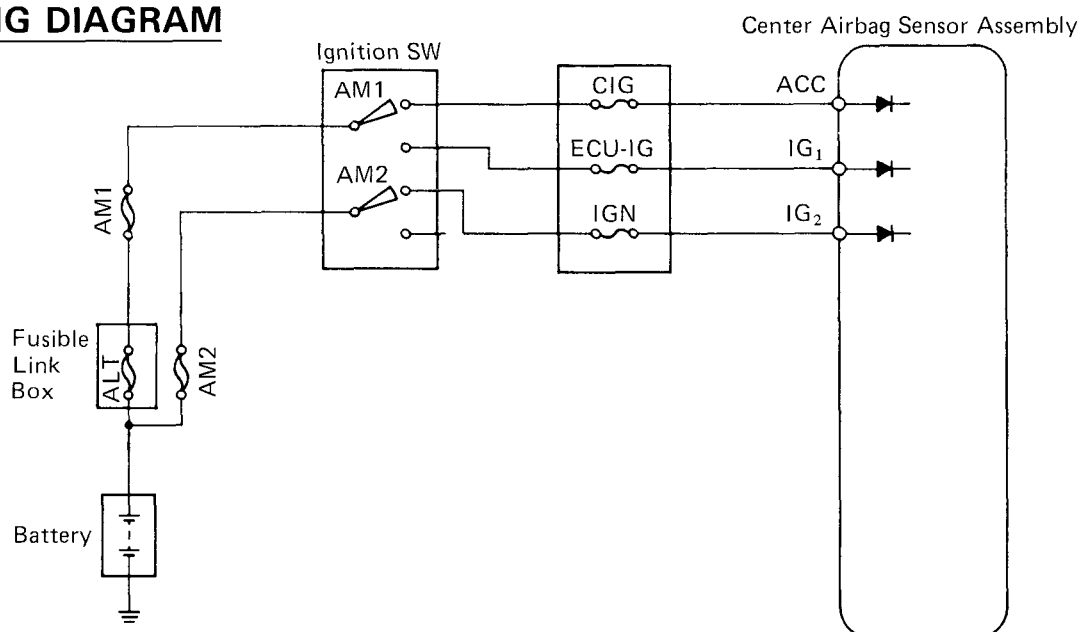 IG DIAGRAM
Center Airbag Sensor Assembly
Ignition SW
AM1
CIG
ACC
ECU-IG
IG₁
AM2
IGN
IG₂
AM1
Fusible
Link
Box
ALT
AM2
Battery